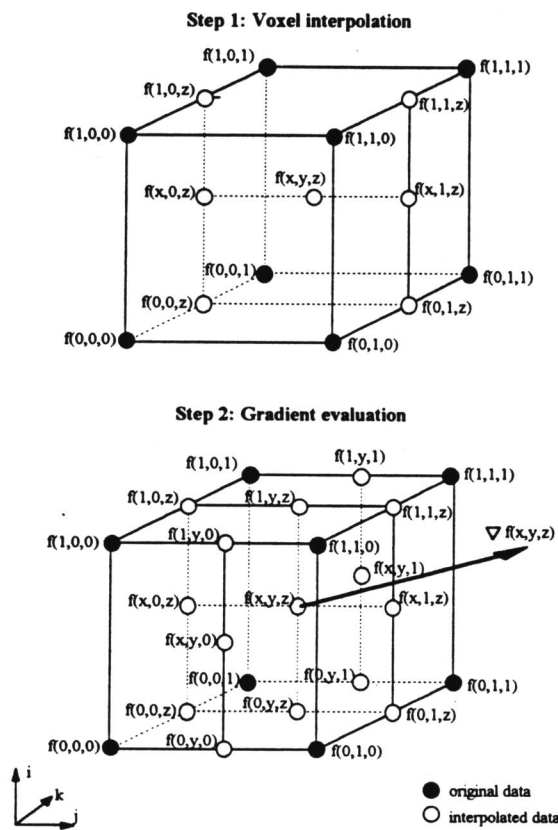 Step 1: Voxel interpolation
f(1,0,1)
f(1,1,1)
f(1,0,z)
f(1,1,z)
f(1,0,0)
f(1,1,0)
f(x,y,z)
f(x,0,z)
f(x,1,z)
f(0,0,1)
f(0,1,1)
f(0,0,z)
f(0,1,z)
f(0,0,0)
f(0,1,0)
Step 2: Gradient evaluation
f(1,y,1)
f(1,0,1)
f(1,1,1)
f(1,0,z)
f(1,y,z)
f(1,1,z)
∇ f(x,y,z)
f(1,0,0)
f(1,y,0)
f(1,1,0)
f(x,y,1)
f(x,0,z)
f(x,y,z)
f(x,1,z)
f(x,y,0)
f(0,0,1)
f(0,y,1)
f(0,1,1)
f(0,0,z)
f(0,y,z)
f(0,1,z)
f(0,0,0)
f(0,y,0)
f(0,1,0)
i
k
j
original data
interpolated data